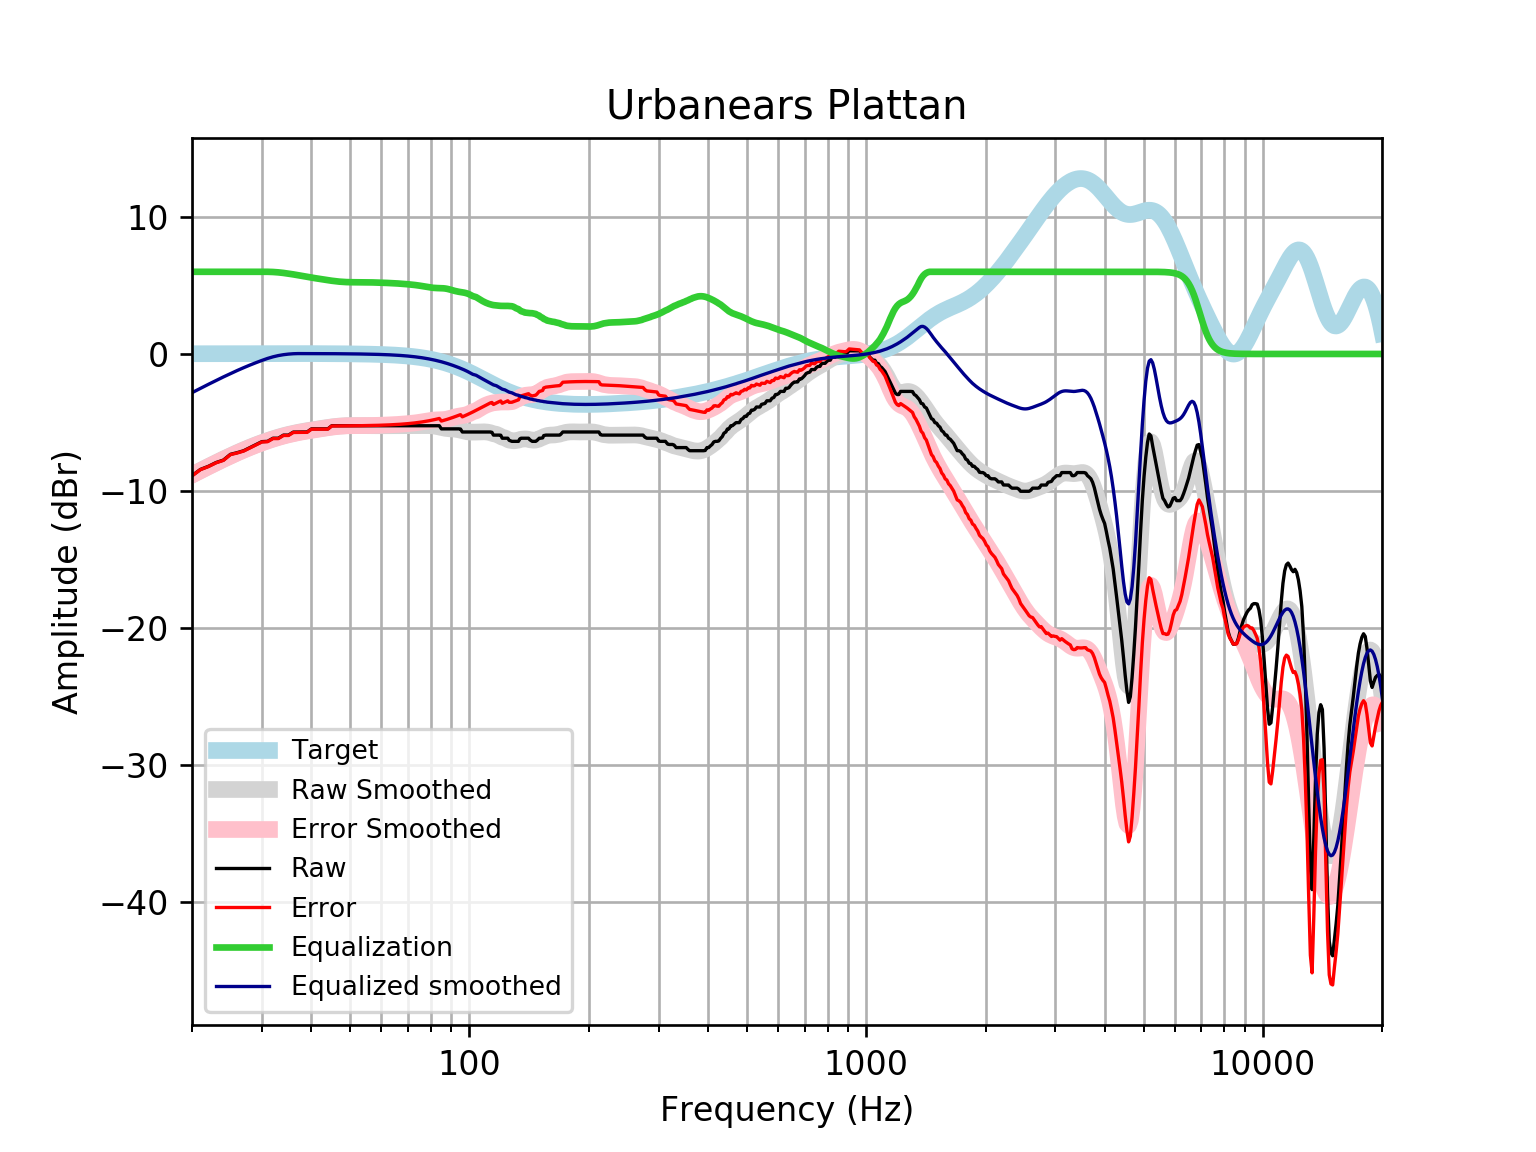 Urbanears Plattan
10
0
−10
−20
−30
−40
Amplitude (dBr)
Target
Raw Smoothed
Error Smoothed
Raw
Error
Equalization
Equalized smoothed
100
1000
10000
Frequency (Hz)